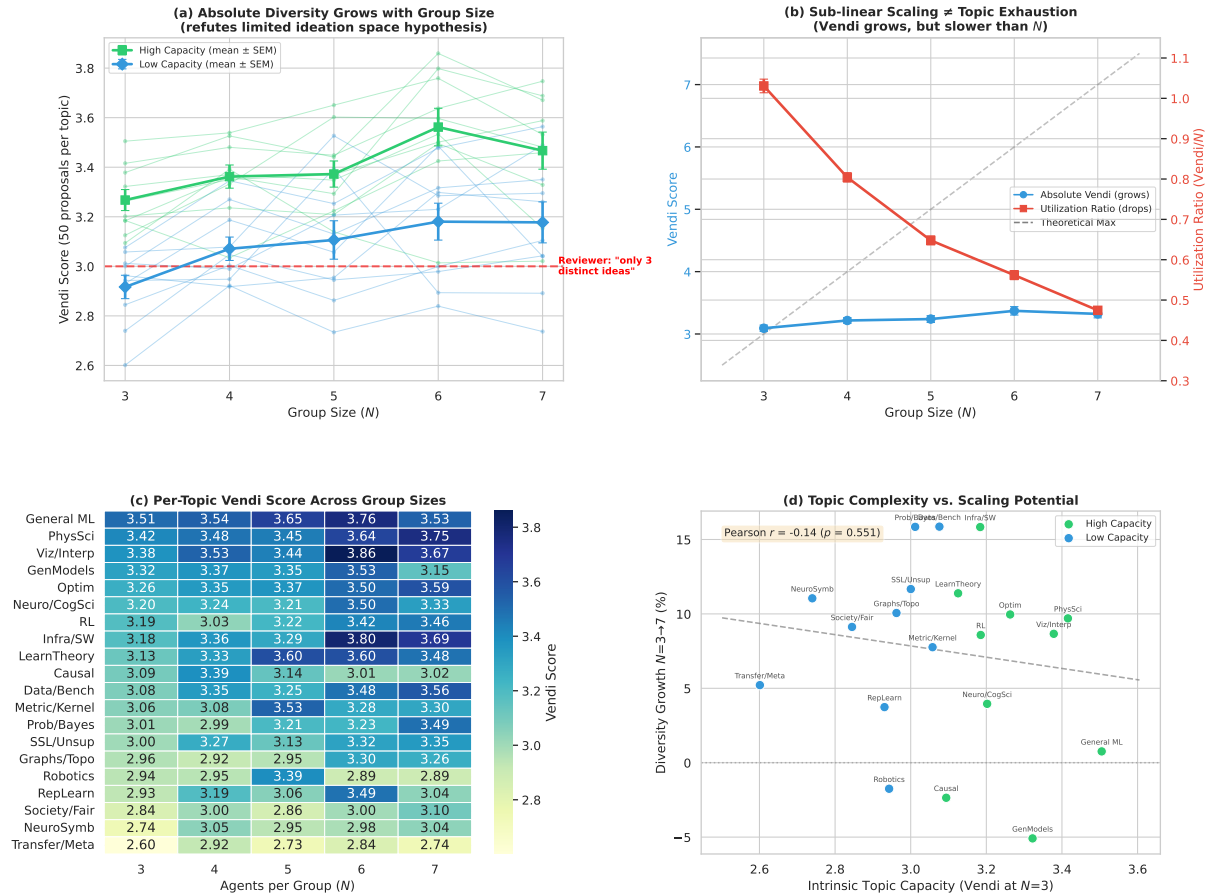 (a) Absolute Diversity Grows with Group Size
(refutes limited ideation space hypothesis)
High Capacity (mean ± SEM)
Low Capacity (mean ± SEM)
Vendi Score (50 proposals per topic)
3.8
3.6
3.4
3.2
3.0
2.8
2.6
Reviewer: "only 3
distinct ideas"
3 4 5 6 7
Group Size (N)
(b) Sub-linear Scaling ≠ Topic Exhaustion
(Vendi grows, but slower than N)
Vendi Score
7
6
5
4
3
Absolute Vendi (grows)
Utilization Ratio (drops)
Theoretical Max
1.1
1.0
0.9
0.8
0.7
0.6
0.5
0.4
0.3
Utilization Ratio (Vendi/N)
3 4 5 6 7
Group Size (N)
(c) Per-Topic Vendi Score Across Group Sizes
General ML 3.51 3.54 3.65 3.76 3.53
PhysSci 3.42 3.48 3.45 3.64 3.75
Viz/Interp 3.38 3.53 3.44 3.86 3.67
GenModels 3.32 3.37 3.35 3.53 3.15
Optim 3.26 3.35 3.37 3.50 3.59
Neuro/CogSci 3.20 3.24 3.21 3.50 3.33
RL 3.19 3.03 3.22 3.42 3.46
Infra/SW 3.18 3.36 3.29 3.80 3.69
LearnTheory 3.13 3.33 3.60 3.60 3.48
Causal 3.09 3.39 3.14 3.01 3.02
Data/Bench 3.08 3.35 3.25 3.48 3.56
Metric/Kernel 3.06 3.08 3.53 3.28 3.30
Prob/Bayes 3.01 2.99 3.21 3.23 3.49
SSL/Unsup 3.00 3.27 3.13 3.32 3.35
Graphs/Topo 2.96 2.92 2.95 3.30 3.26
Robotics 2.94 2.95 3.39 2.89 2.89
RepLearn 2.93 3.19 3.06 3.49 3.04
Society/Fair 2.84 3.00 2.86 3.00 3.10
NeuroSymb 2.74 3.05 2.95 2.98 3.04
Transfer/Meta 2.60 2.92 2.73 2.84 2.74
3 4 5 6 7
Agents per Group (N)
3.8
3.6
3.4
3.2
3.0
2.8
Vendi Score
(d) Topic Complexity vs. Scaling Potential
Pearson r = -0.14 (p = 0.551)
High Capacity
Low Capacity
Diversity Growth N=3→7 (%)
15
10
5
0
−5
Prob/Bayes
Data/Bench
Infra/SW
NeuroSymb
SSL/Unsup
LearnTheory
Graphs/Topo
Society/Fair
Optim
PhysSci
RL
Viz/Interp
Metric/Kernel
Transfer/Meta
RepLearn
Neuro/CogSci
General ML
Robotics
Causal
GenModels
2.6 2.8 3.0 3.2 3.4 3.6
Intrinsic Topic Capacity (Vendi at N=3)